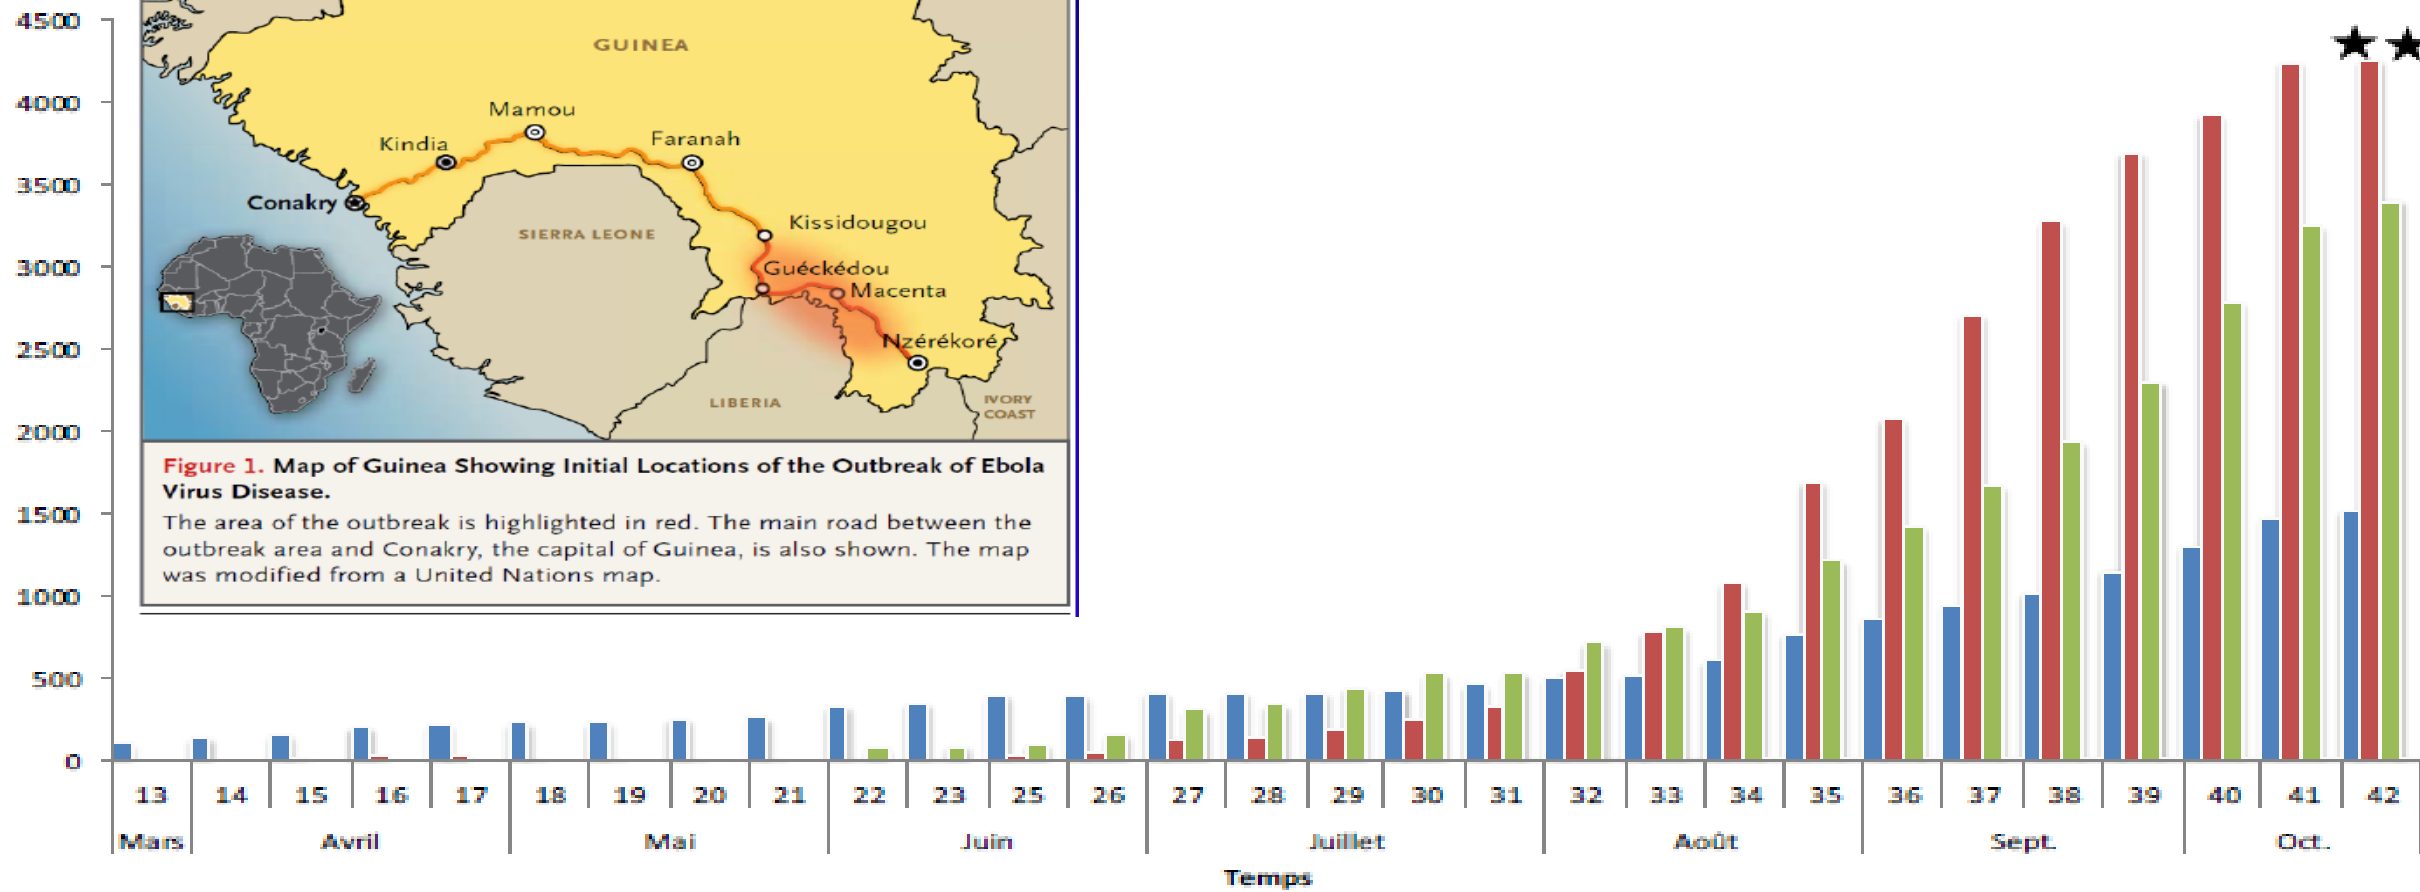 4500
4000
3500
3000
2500
2000
1500
1000
500
0
GUINEA
Mamou
Kindia
Faranah
Conakry
Kissidougou
SIERRA LEONE
Guéckédou
Macenta
Nzérékoré
LIBERIA
IVORY
COAST
Figure 1. Map of Guinea Showing Initial Locations of the Outbreak of Ebola
Virus Disease.
The area of the outbreak is highlighted in red. The main road between the
outbreak area and Conakry, the capital of Guinea, is also shown. The map
was modified from a United Nations map.
13 14 15 16 17 18 19 20 21 22 23 25 26 27 28 29 30 31 32 33 34 35 36 37 38 39 40 41 42
Mars Avril Mai Juin Juillet Août Sept. Oct.
Temps